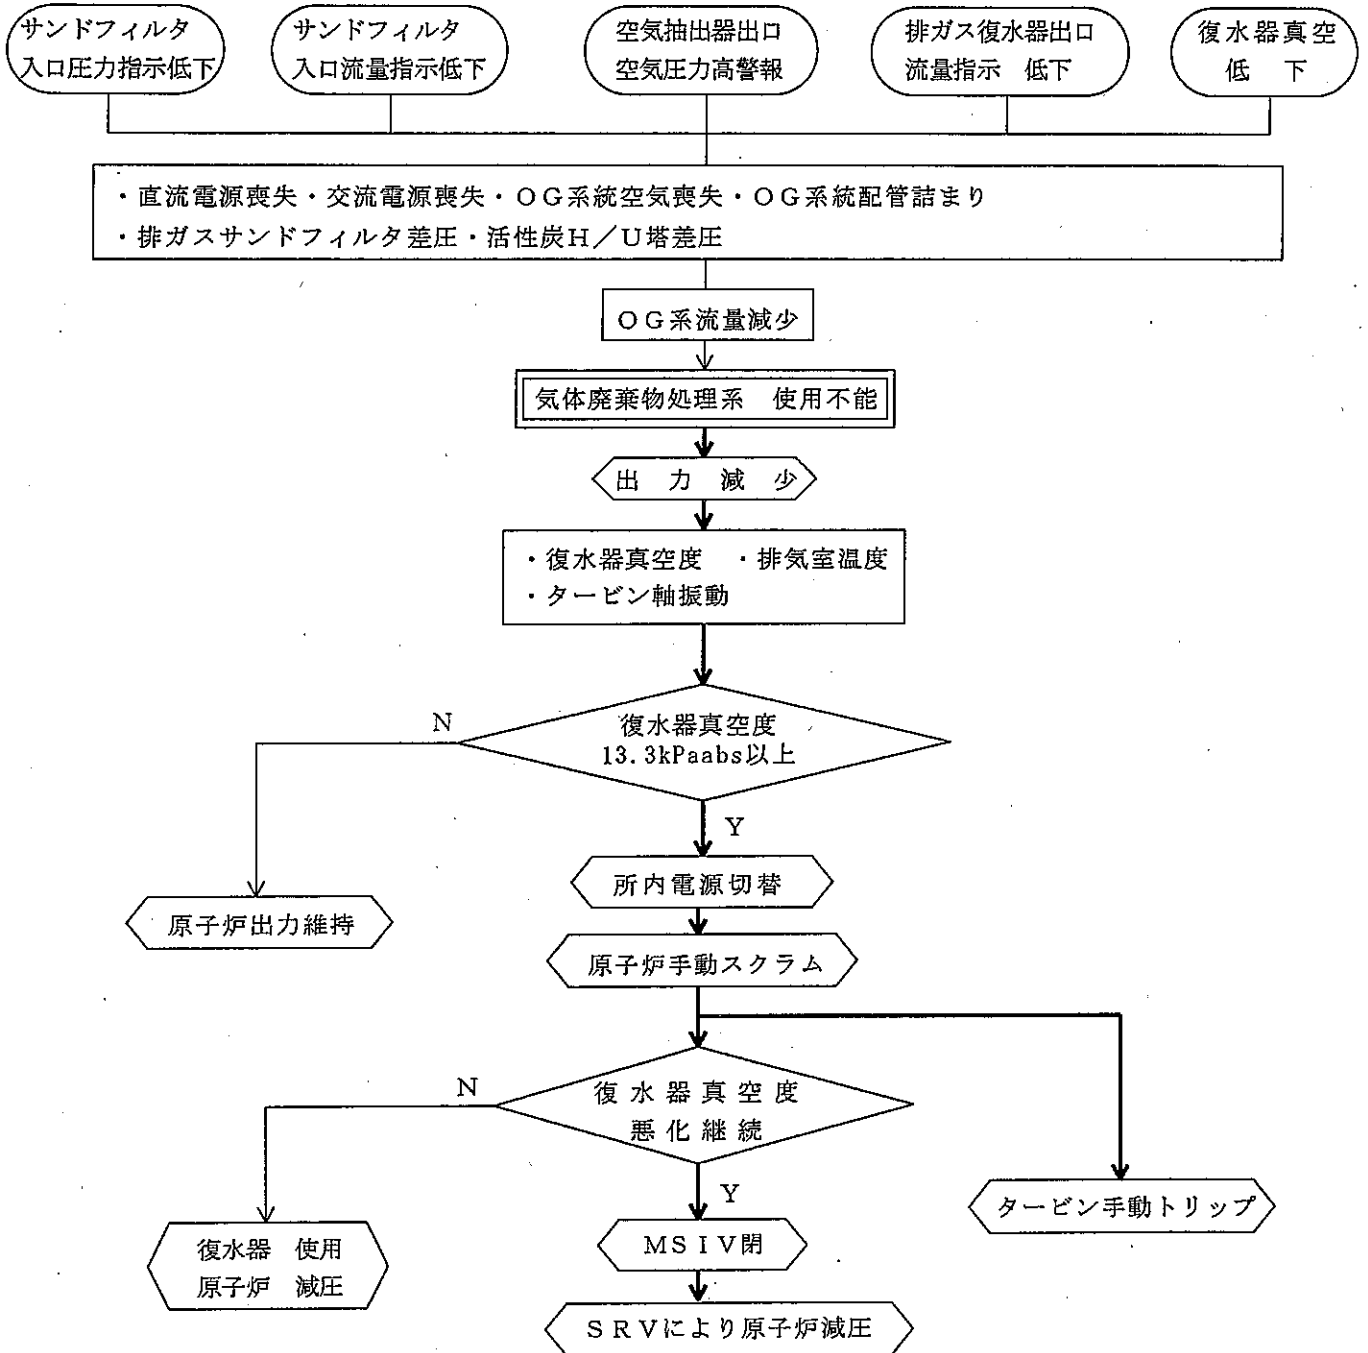 サンドフィルタ
入口圧力指示低下
サンドフィルタ
入口流量指示低下
空気抽出器出口
空気圧力高警報
排ガス復水器出口
流量指示　低下
復水器真空
低　下
・直流電源喪失・交流電源喪失・OG系統空気喪失・OG系統配管詰まり
・排ガスサンドフィルタ差圧・活性炭H／U塔差圧
OG系流量減少
気体廃棄物処理系　使用不能
出　力　減　少
・復水器真空度　・排気室温度
・タービン軸振動
復水器真空度
13.3kPaabs以上
N
Y
所内電源切替
原子炉出力維持
原子炉手動スクラム
復水器真空度
悪化継続
N
Y
タービン手動トリップ
復水器　使用
原子炉　減圧
MSIV閉
SRVにより原子炉減圧